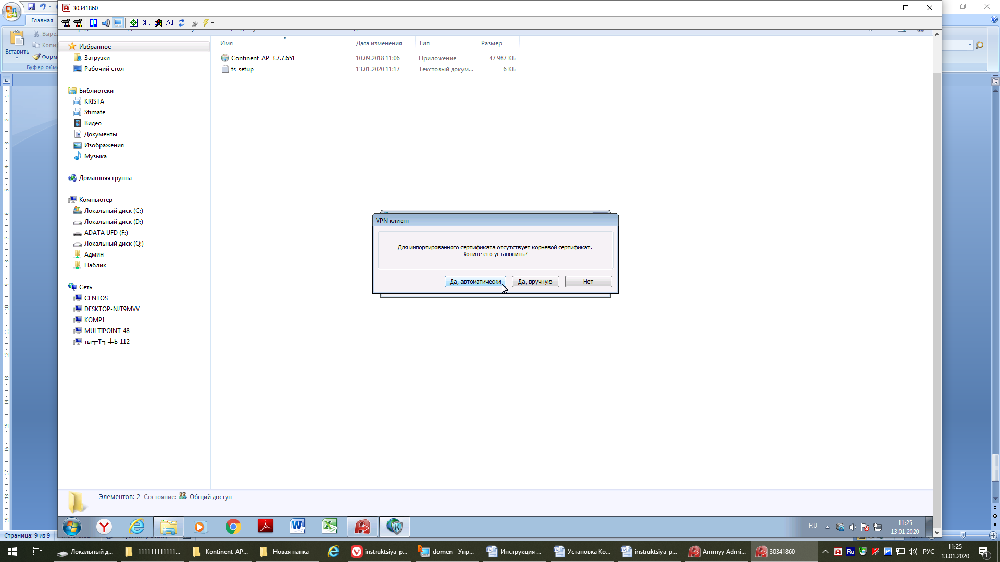 30341860
Главная
Ctrl
Alt
Вставить
Выре
Копи
Форм
Буфер обм
Избранное
Загрузки
Рабочий стол
Библиотеки
KRISTA
Stimate
Видео
Документы
Изображения
Музыка
Домашняя группа
Компьютер
Локальный диск (C:)
Локальный диск (D:)
ADATA UFD (F:)
Локальный диск (Q:)
Админ
Паблик
Сеть
CENTOS
DESKTOP-NJT9MVV
KOMP1
MULTIPOINT-48
ты┬Т┐╪Ь-112
Имя Дата изменения Тип Размер
Continent_AP_3.7.7.651 10.09.2018 11:06 Приложение 47 987 КБ
ts_setup 13.01.2020 11:17 Текстовый докум... 6 КБ
VPN клиент
Для импортированного сертификата отсутствует корневой сертификат.
Хотите его установить?
Да, автоматически Да, вручную Нет
Элементов: 2 Состояние: Общий доступ
RU
11:25
13.01.2020
Страница: 9 из 9
Локальный д...
111111111111...
Kontinent-AP...
Новая папка
instruktsiya-p...
domen - Упр...
Инструкция ...
Установка Ко...
instruktsiya-p...
Ammyy Admi...
30341860
Ru
РУС
11:25
13.01.2020
1